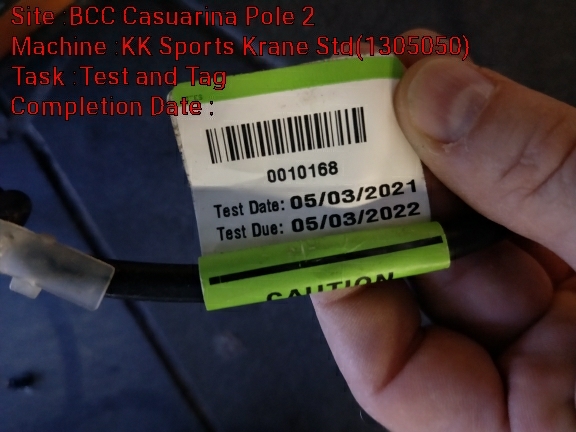 Site :BCC Casuarina Pole 2
Machine :KK Sports Krane Std(1305050)
Task :Test and Tag
Completion Date :
0010168
Test Date: 05/03/2021
Test Due: 05/03/2022
CAUTION